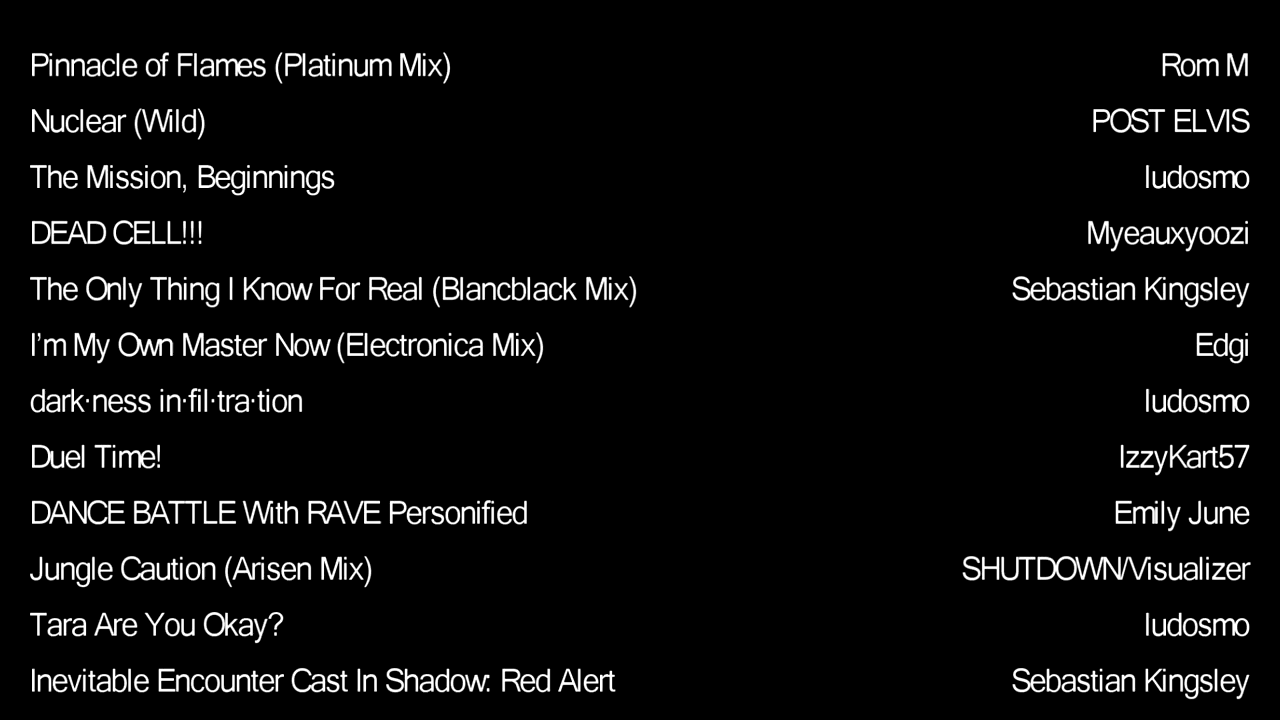 Pinnacle of Flames (Platinum Mix) Rom M
Nuclear (Wild) POST ELVIS
The Mission, Beginnings ludosmo
DEAD CELL!!! Myeauxyoozi
The Only Thing I Know For Real (Blancblack Mix) Sebastian Kingsley
I’m My Own Master Now (Electronica Mix) Edgi
dark·ness in·fil·tra·tion ludosmo
Duel Time! IzzyKart57
DANCE BATTLE With RAVE Personified Emily June
Jungle Caution (Arisen Mix) SHUTDOWN/Visualizer
Tara Are You Okay? ludosmo
Inevitable Encounter Cast In Shadow: Red Alert Sebastian Kingsley